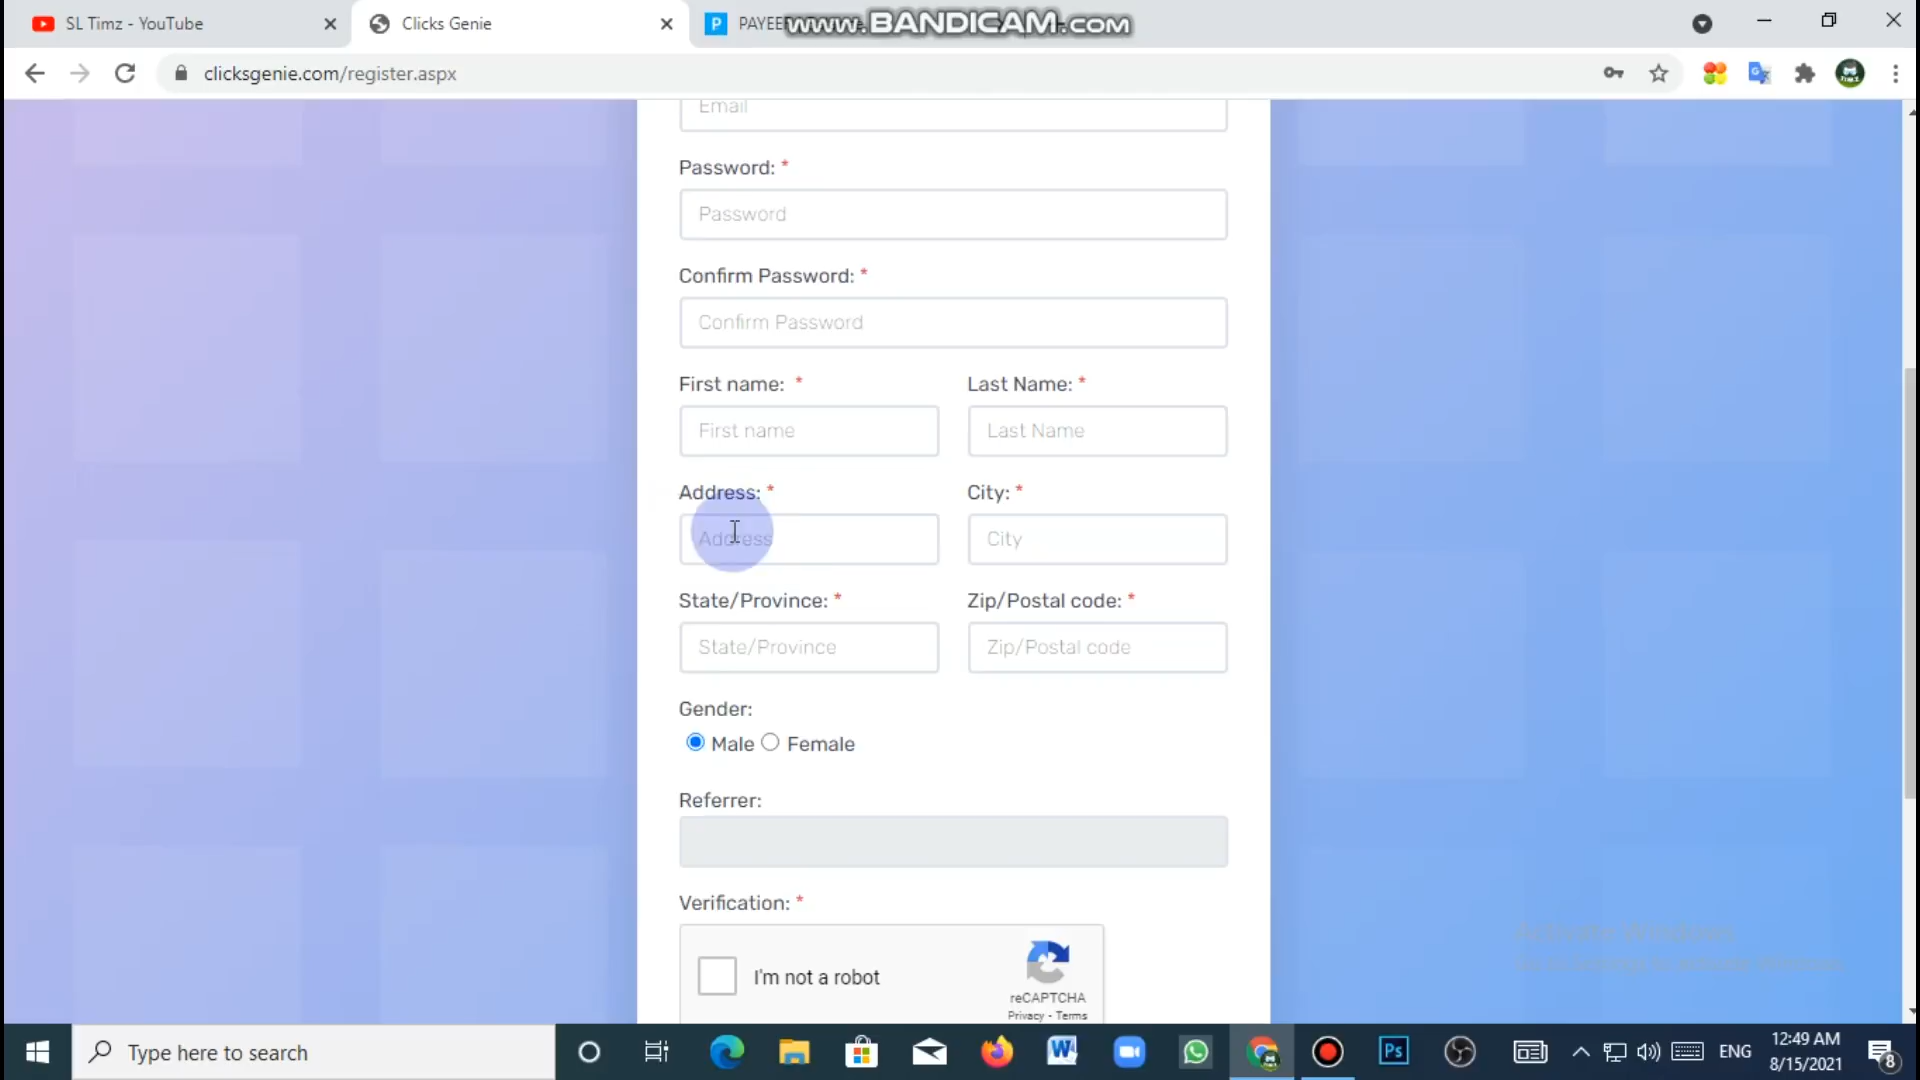 SL Timz - YouTube
Clicks Genie
PAYEE
www.BANDICAM.com
clicksgenie.com/register.aspx
Email
Password: *
Password
Confirm Password: *
Confirm Password
First name: *
Last Name: *
First name
Last Name
Address: *
City: *
Address
City
State/Province: *
Zip/Postal code: *
State/Province
Zip/Postal code
Gender:
Male
Female
Referrer:
Verification: *
I'm not a robot
reCAPTCHA
Privacy - Terms
Activate Windows
Type here to search
ENG
12:49 AM
8/15/2021
8